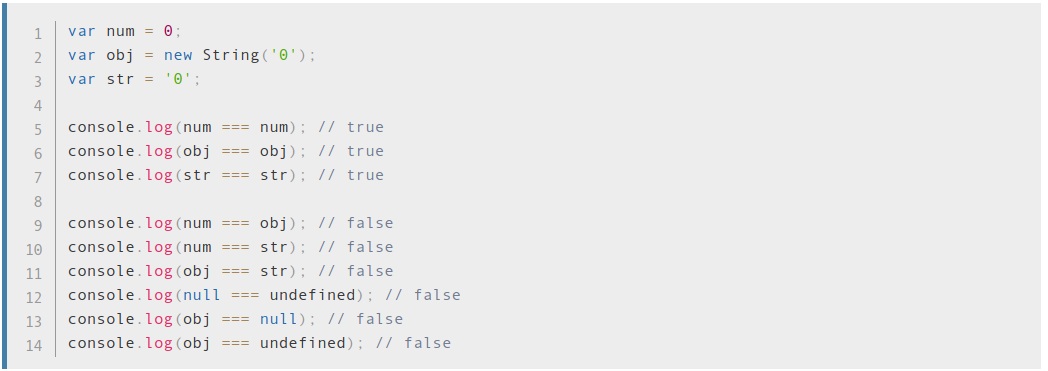 1 var num = 0;
2 var obj = new String('0');
3 var str = '0';
4
5 console.log(num === num); // true
6 console.log(obj === obj); // true
7 console.log(str === str); // true
8
9 console.log(num === obj); // false
10 console.log(num === str); // false
11 console.log(obj === str); // false
12 console.log(null === undefined); // false
13 console.log(obj === null); // false
14 console.log(obj === undefined); // false